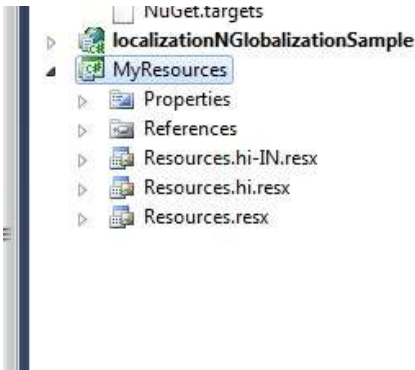 NuGet.targets
localizationNGlobalizationSample
MyResources
Properties
References
Resources.hi-IN.resx
Resources.hi.resx
Resources.resx